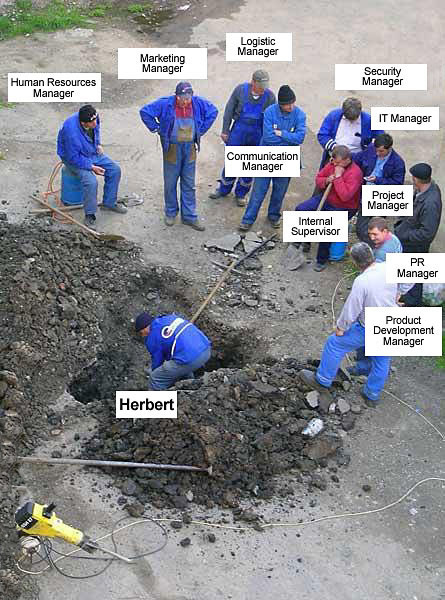 Logistic
Manager
Marketing
Manager
Security
Manager
Human Resources
Manager
IT Manager
Communication
Manager
Project
Manager
Internal
Supervisor
PR
Manager
Product
Development
Manager
Herbert